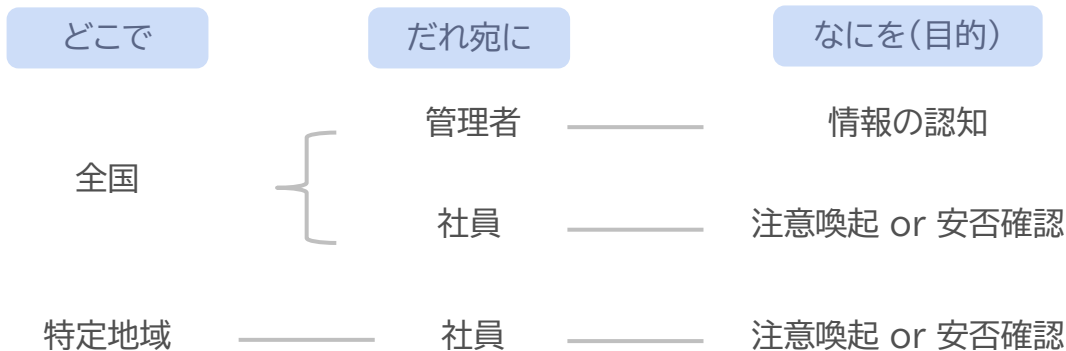 どこで
だれ宛に
なにを(目的)
管理者
情報の認知
全国
社員
注意喚起 or 安否確認
特定地域
社員
注意喚起 or 安否確認